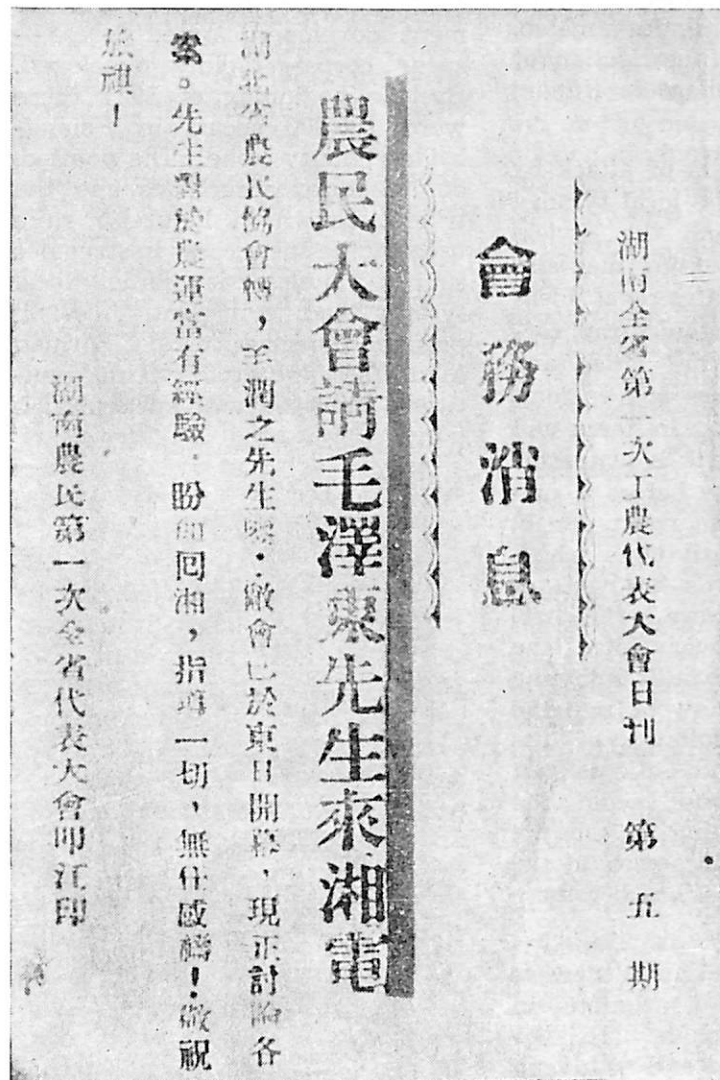 湖南全省第 次工農代表大會日刊 第五期
會務消息
農民大會請毛澤東先生來湘電
湖北省農民協會轉,毛潤之先生 :敝會已於東日開幕,現正討論各
案。先生對於農運富有經驗.盼 回湘,指導一切,無任感禱!敬祝
旅祺!
湖南農民第一次全省代表大會叩江印